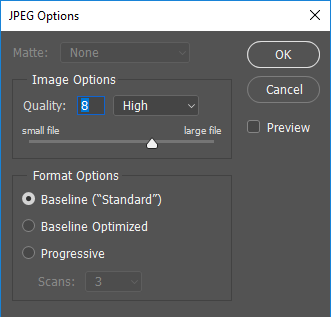 JPEG Options
Matte: None
OK
Image Options
Cancel
Quality: 8 High
Preview
small file large file
Format Options
Baseline (“Standard”)
Baseline Optimized
Progressive
Scans: 3